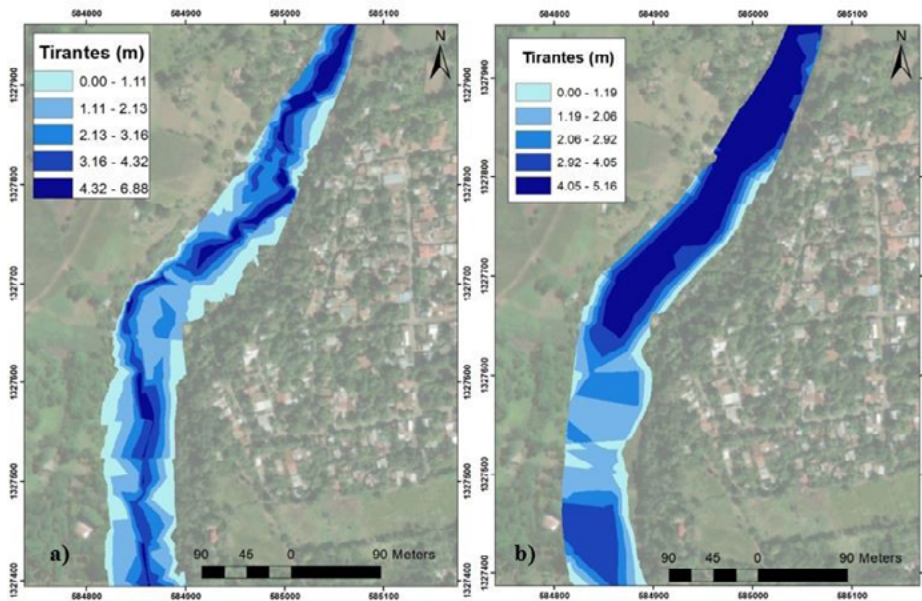 584800 584900 585000 585100
Tirantes (m)
0.00 - 1.11
1.11 - 2.13
2.13 - 3.16
3.16 - 4.32
4.32 - 6.88
N
1327900
1327800
1327700
1327600
1327500
1327400
a)
90 45 0 90 Meters
584800 584900 585000 585100
584800 584900 585000 585100
Tirantes (m)
0.00 - 1.19
1.19 - 2.06
2.06 - 2.92
2.92 - 4.05
4.05 - 5.16
N
1327900
1327800
1327700
1327600
1327500
1327400
b)
90 45 0 90 Meters
584800 584900 585000 585100